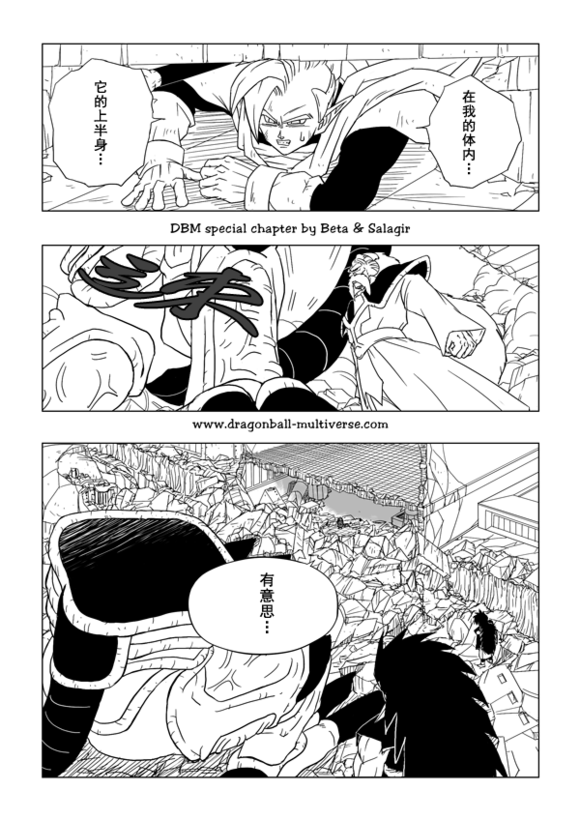 在我的体内…
它的上半身…
DBM special chapter by Beta & Salagir
www.dragonball-multiverse.com
有意思…